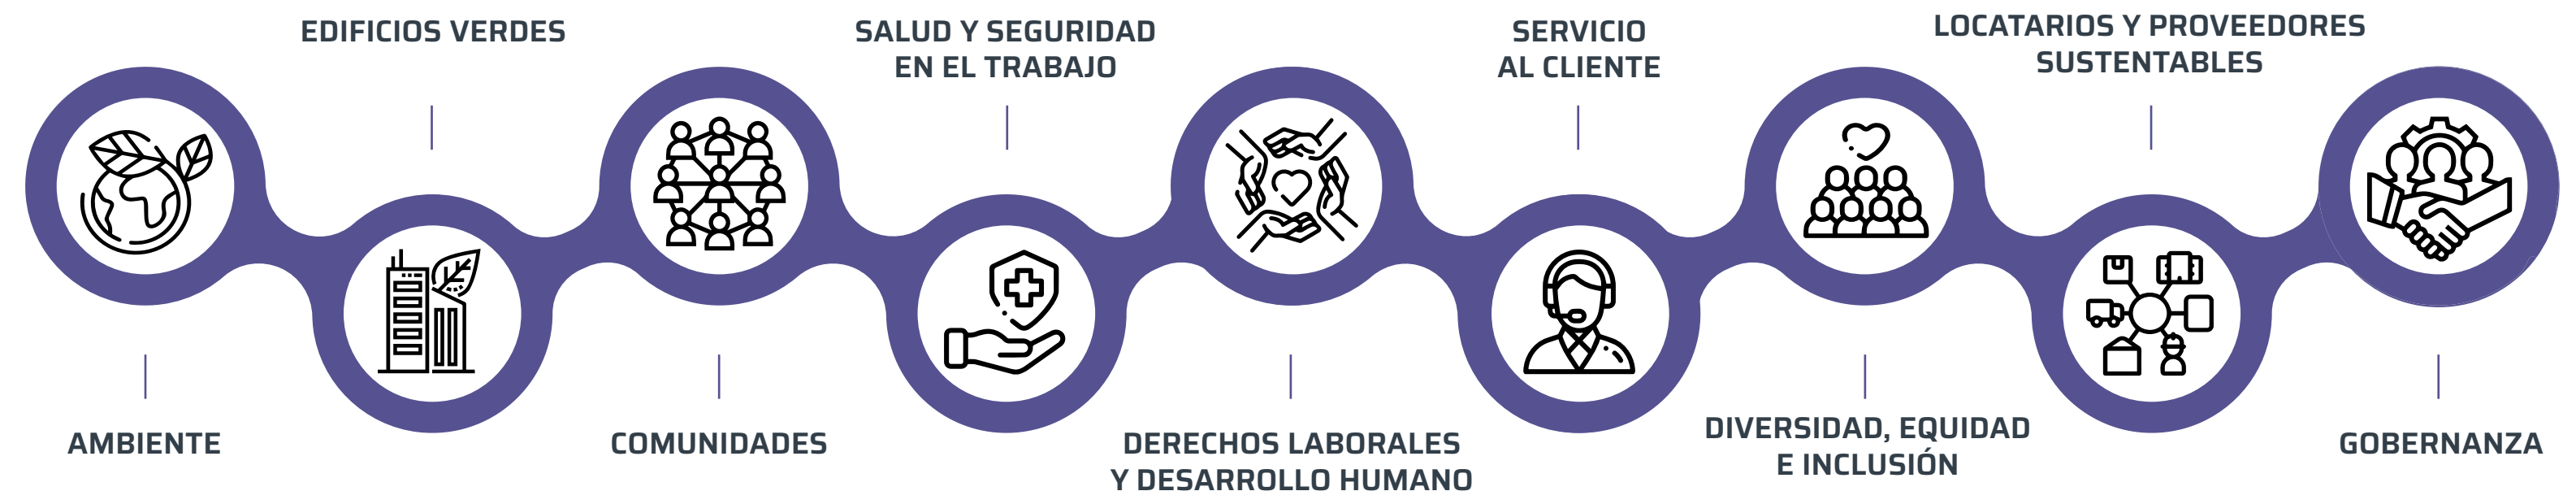 EDIFICIOS VERDES
SALUD Y SEGURIDAD
EN EL TRABAJO
SERVICIO
AL CLIENTE
LOCATARIOS Y PROVEEDORES
SUSTENTABLES
AMBIENTE
COMUNIDADES
DERECHOS LABORALES
Y DESARROLLO HUMANO
DIVERSIDAD, EQUIDAD
E INCLUSIÓN
GOBERNANZA